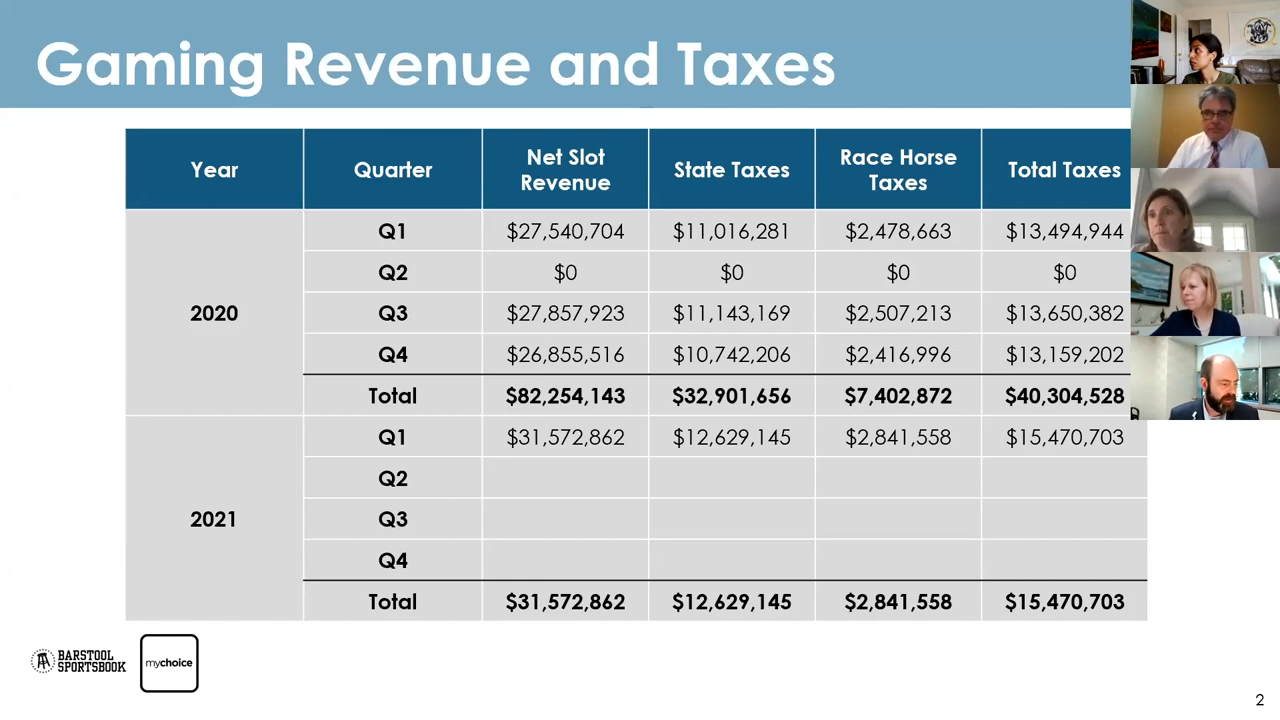 Gaming Revenue and Taxes
Year Quarter Net Slot Revenue State Taxes Race Horse Taxes Total Taxes
2020
Q1 $27,540,704 $11,016,281 $2,478,663 $13,494,944
Q2 $0 $0 $0 $0
Q3 $27,857,923 $11,143,169 $2,507,213 $13,650,382
Q4 $26,855,516 $10,742,206 $2,416,996 $13,159,202
Total $82,254,143 $32,901,656 $7,402,872 $40,304,528
2021
Q1 $31,572,862 $12,629,145 $2,841,558 $15,470,703
Q2
Q3
Q4
Total $31,572,862 $12,629,145 $2,841,558 $15,470,703
BARSTOOL
SPORTSBOOK
mychoice
2